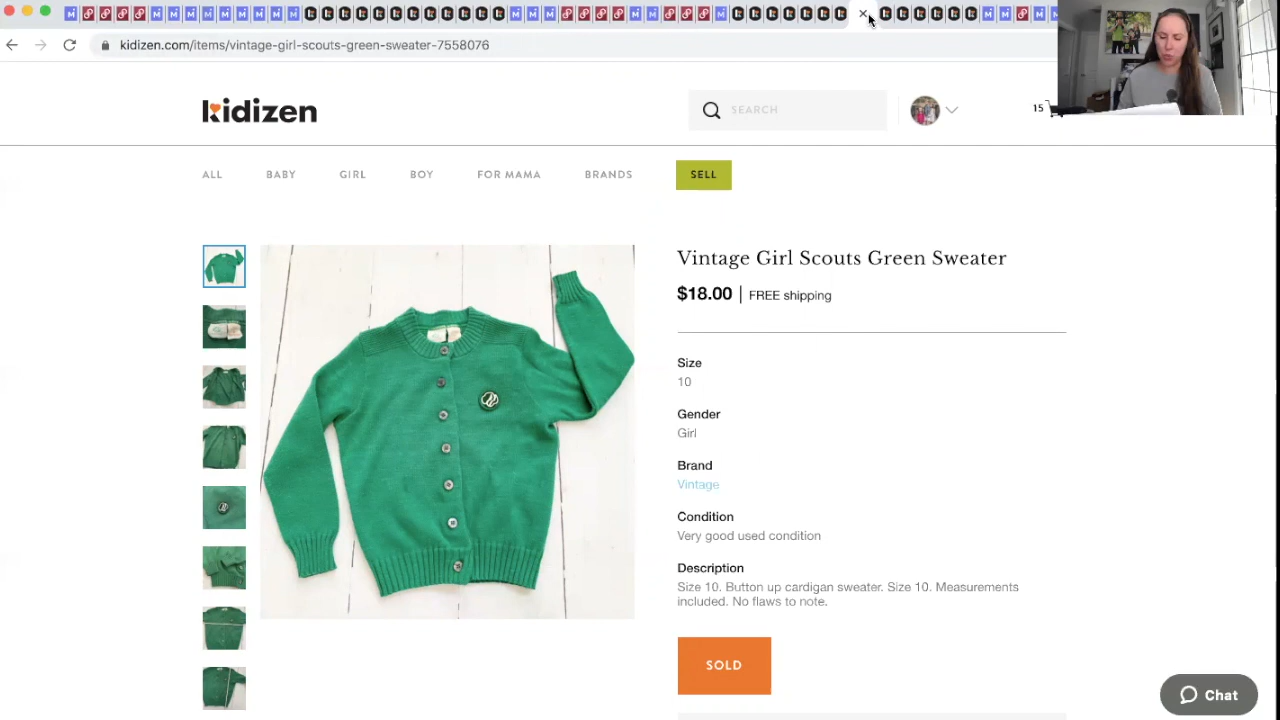 kidizen.com/items/vintage-girl-scouts-green-sweater-7558076
kidizen
SEARCH
15
ALL
BABY
GIRL
BOY
FOR MAMA
BRANDS
SELL
Vintage Girl Scouts Green Sweater
$18.00 | FREE shipping
Size
10
Gender
Girl
Brand
Vintage
Condition
Very good used condition
Description
Size 10. Button up cardigan sweater. Size 10. Measurements
included. No flaws to note.
SOLD
Chat